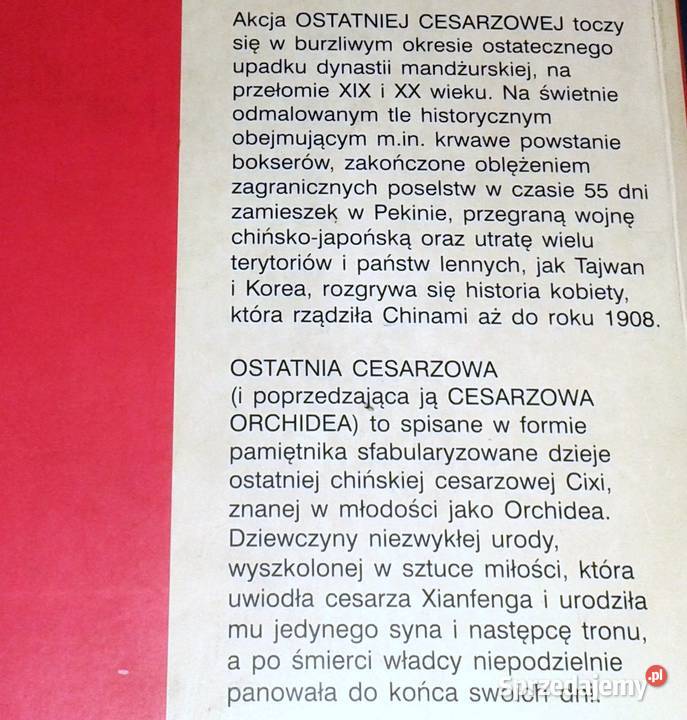 Akcja OSTATNIEJ CESARZOWEJ toczy
się w burzliwym okresie ostatecznego
upadku dynastii mandżurskiej, na
przełomie XIX i XX wieku. Na świetnie
odmalowanym tle historycznym
obejmującym m.in. krwawe powstanie
bokserów, zakończone oblężeniem
zagranicznych poselstw w czasie 55 dni
zamieszek w Pekinie, przegraną wojnę
chińsko-japońską oraz utratę wielu
terytoriów i państw lennych, jak Tajwan
i Korea, rozgrywa się historia kobiety,
która rządziła Chinami aż do roku 1908.
OSTATNIA CESARZOWA
(i poprzedzająca ją CESARZOWA
ORCHIDEA) to spisane w formie
pamiętnika sfabularyzowane dzieje
ostatniej chińskiej cesarzowej Cixi,
znanej w młodości jako Orchidea.
Dziewczyny niezwykłej urody,
wyszkolonej w sztuce miłości, która
uwiodła cesarza Xianfenga i urodziła
mu jedynego syna i następcę tronu,
a po śmierci władcy niepodzielnie
panowała do końca swoich dni.
Sprzedajemy.pl